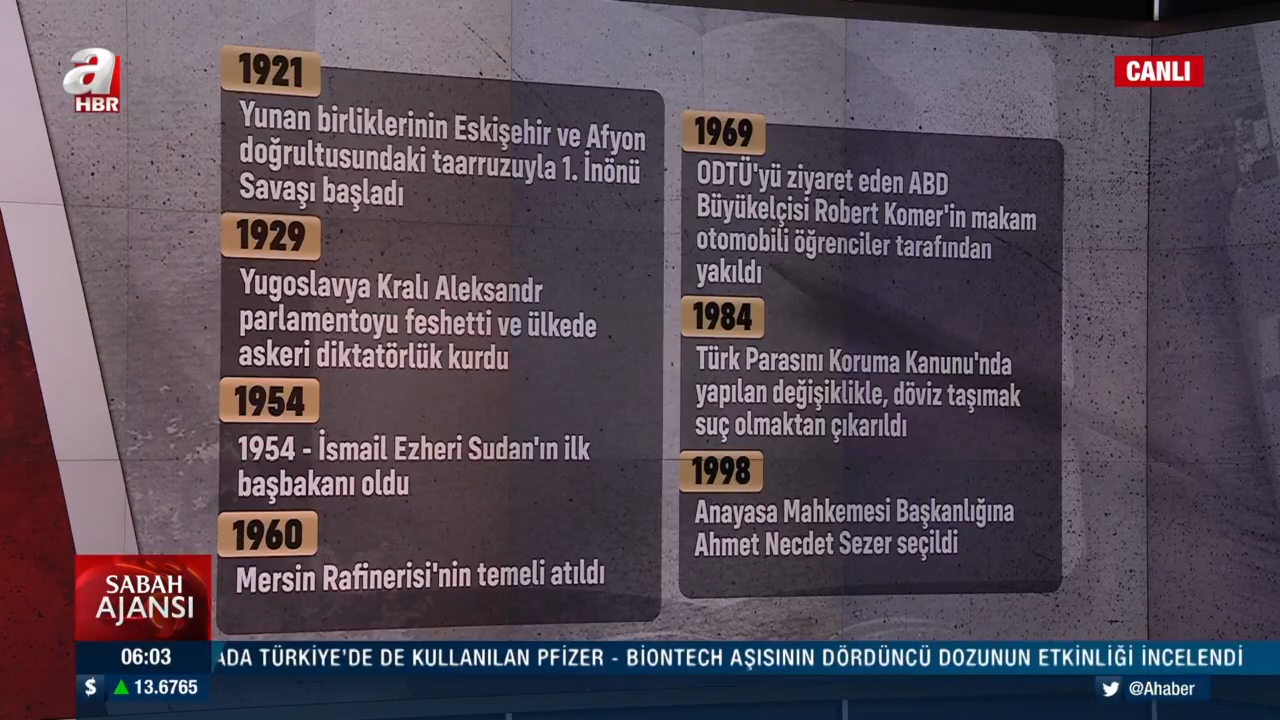 a
HBR
CANLI
1921
Yunan birliklerinin Eskişehir ve Afyon
doğrultusundaki taarruzuyla 1. İnönü
Savaşı başladı
1929
Yugoslavya Kralı Aleksandr
parlamentoyu feshetti ve ülkede
askeri diktatörlük kurdu
1954
1954 - İsmail Ezheri Sudan'ın ilk
başbakanı oldu
1960
Mersin Rafinerisi'nin temeli atıldı
1969
ODTÜ'yü ziyaret eden ABD
Büyükelçisi Robert Komer'in makam
otomobili öğrenciler tarafından
yakıldı
1984
Türk Parasını Koruma Kanunu'nda
yapılan değişiklikle, döviz taşımak
suç olmaktan çıkarıldı
1998
Anayasa Mahkemesi Başkanlığına
Ahmet Necdet Sezer seçildi
SABAH
AJANSI
06:03
ADA TÜRKİYE'DE DE KULLANILAN PFIZER - BİONTECH AŞISININ DÖRDÜNCÜ DOZUNUN ETKİNLİĞİ İNCELENDİ
$ ▲ 13.6765
@Ahaber